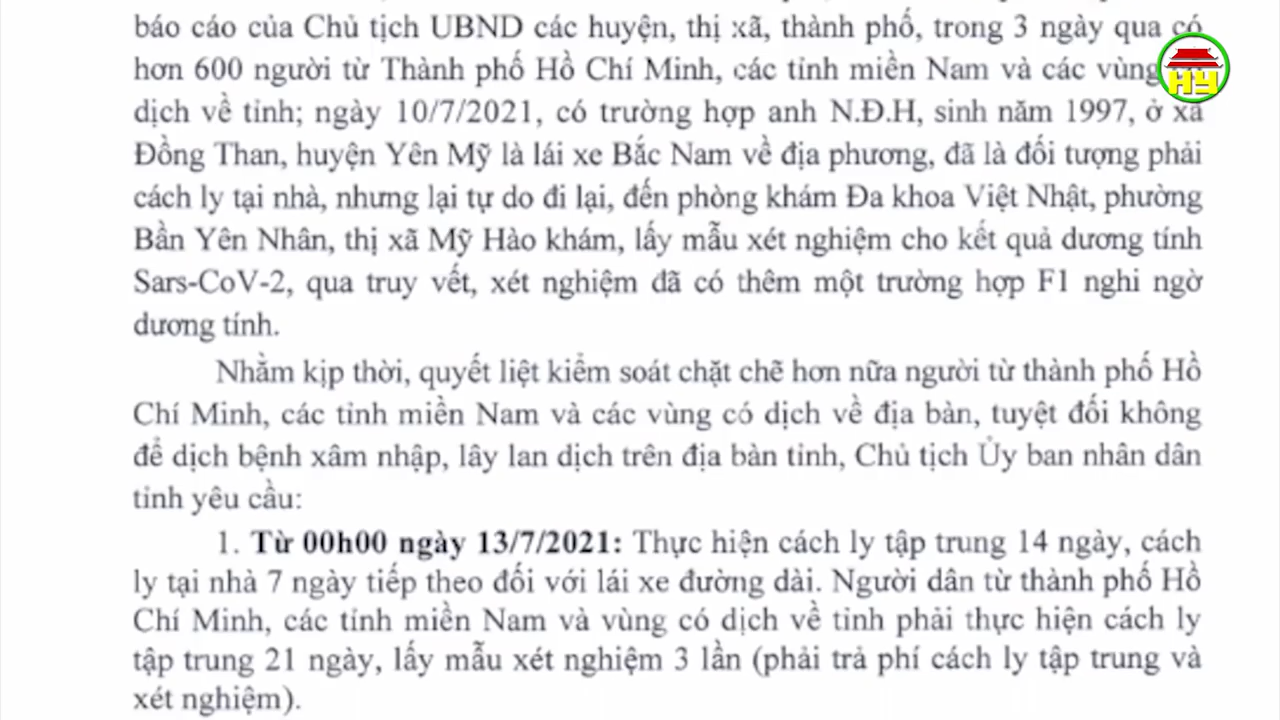 báo cáo của Chủ tịch UBND các huyện, thị xã, thành phố, trong 3 ngày qua có
hơn 600 người từ Thành phố Hồ Chí Minh, các tỉnh miền Nam và các vùng
dịch về tỉnh; ngày 10/7/2021, có trường hợp anh N.Đ.H, sinh năm 1997, ở xã
Đồng Than, huyện Yên Mỹ là lái xe Bắc Nam về địa phương, đã là đối tượng phải
cách ly tại nhà, nhưng lại tự do đi lại, đến phòng khám Đa khoa Việt Nhật, phường
Bần Yên Nhân, thị xã Mỹ Hào khám, lấy mẫu xét nghiệm cho kết quả dương tính
Sars-CoV-2, qua truy vết, xét nghiệm đã có thêm một trường hợp F1 nghi ngờ
dương tính.
Nhằm kịp thời, quyết liệt kiểm soát chặt chẽ hơn nữa người từ thành phố Hồ
Chí Minh, các tỉnh miền Nam và các vùng có dịch về địa bàn, tuyệt đối không
để dịch bệnh xâm nhập, lây lan dịch trên địa bàn tỉnh, Chủ tịch Ủy ban nhân dân
tỉnh yêu cầu:
1. Từ 00h00 ngày 13/7/2021: Thực hiện cách ly tập trung 14 ngày, cách
ly tại nhà 7 ngày tiếp theo đối với lái xe đường dài. Người dân từ thành phố Hồ
Chí Minh, các tỉnh miền Nam và vùng có dịch về tỉnh phải thực hiện cách ly
tập trung 21 ngày, lấy mẫu xét nghiệm 3 lần (phải trả phí cách ly tập trung và
xét nghiệm).
HY